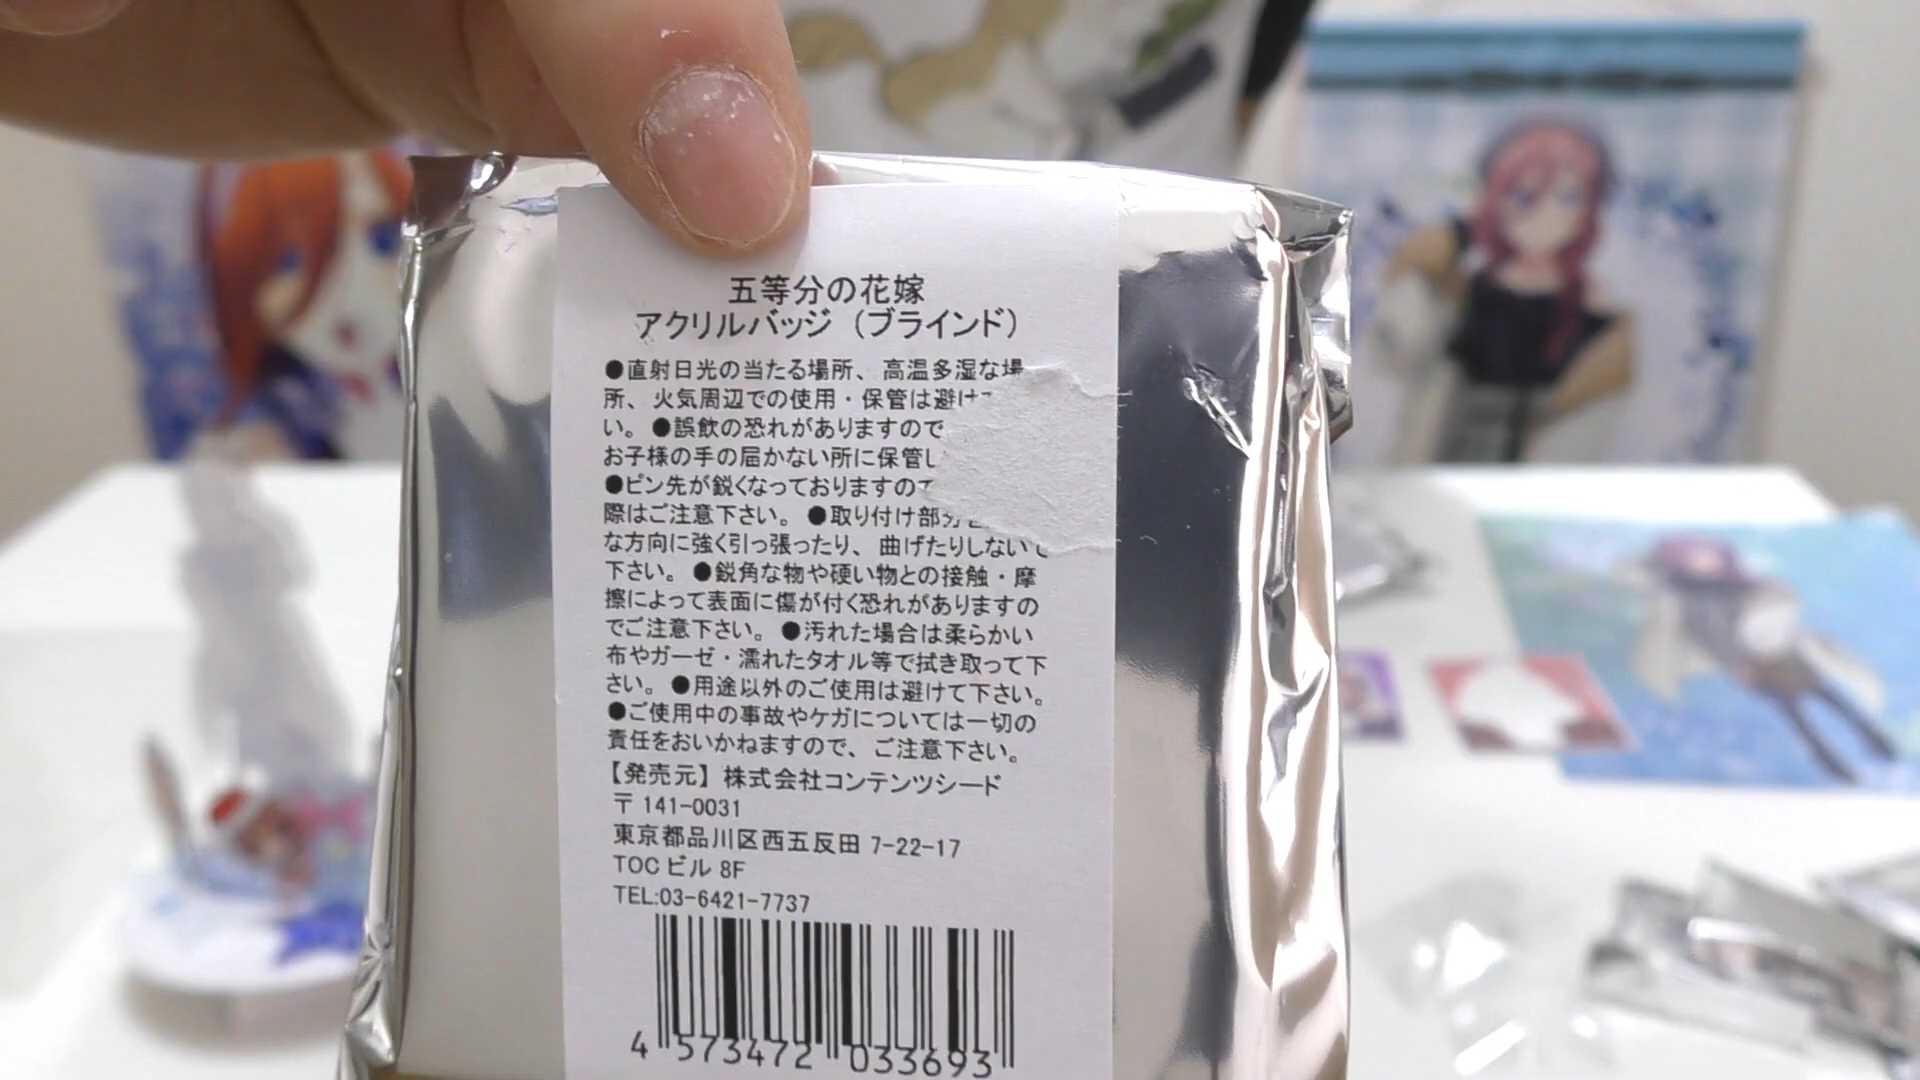 五等分の花嫁
アクリルバッジ（ブラインド）
●直射日光の当たる場所、高温多湿な場
所、火気周辺での使用・保管は避け
い。●誤飲の恐れがありますので
お子様の手の届かない所に保管し
●ピン先が鋭くなっておりますので
際はご注意下さい。●取り付け部分
な方向に強く引っ張ったり、曲げたりしないで
下さい。●鋭角な物や硬い物との接触・摩
擦によって表面に傷が付く恐れがありますの
でご注意下さい。●汚れた場合は柔らかい
布やガーゼ・濡れたタオル等で拭き取って下
さい。●用途以外のご使用は避けて下さい。
●ご使用中の事故やケガについては一切の
責任をおいかねますので、ご注意下さい。
【発売元】株式会社コンテンツシード
〒141-0031
東京都品川区西五反田 7-22-17
TOC ビル 8F
TEL:03-6421-7737
4 573472 033693